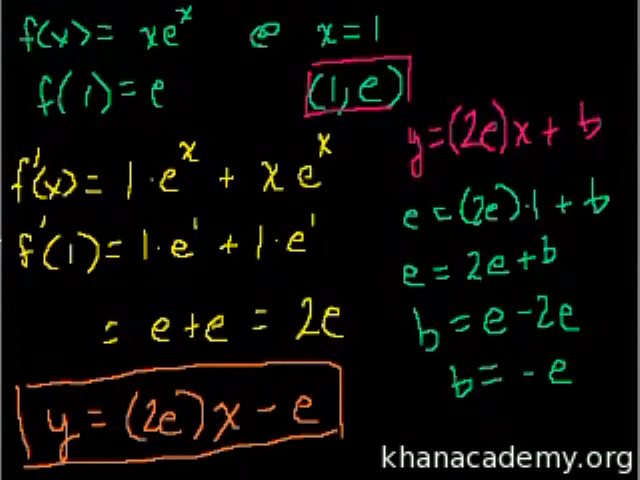 f(x) = xe^x @ x = 1
f(1) = e (1, e)
f'(x) = 1 · e^x + x e^x
f'(1) = 1 · e^1 + 1 · e^1
= e + e = 2e
y = (2e)x - e
y = (2e)x + b
e = (2e) · 1 + b
e = 2e + b
b = e - 2e
b = - e
khanacademy.org